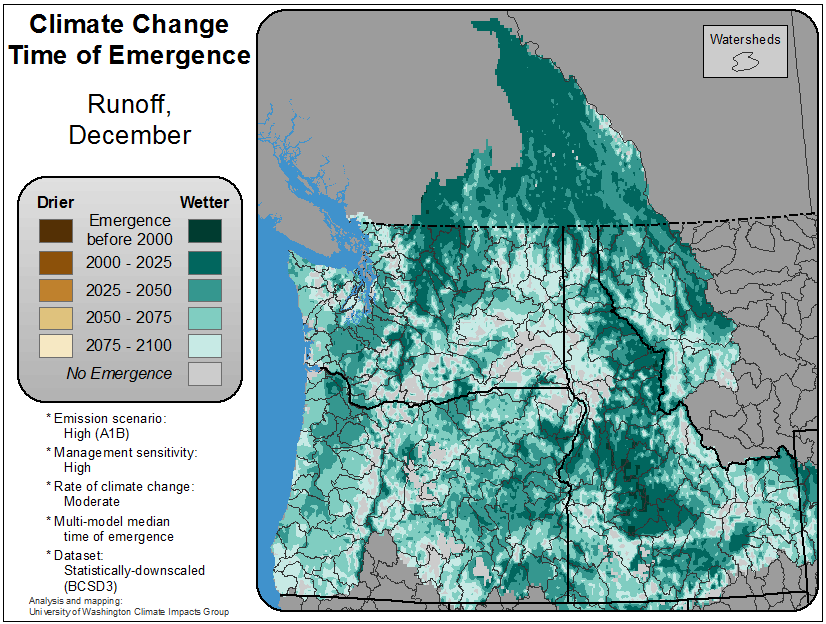 Climate Change
Time of Emergence
Runoff,
December
Drier
Wetter
Emergence
before 2000
2000 - 2025
2025 - 2050
2050 - 2075
2075 - 2100
No Emergence
* Emission scenario:
High (A1B)
* Management sensitivity:
High
* Rate of climate change:
Moderate
* Multi-model median
time of emergence
* Dataset:
Statistically-downscaled
(BCSD3)
Analysis and mapping:
University of Washington Climate Impacts Group
Watersheds